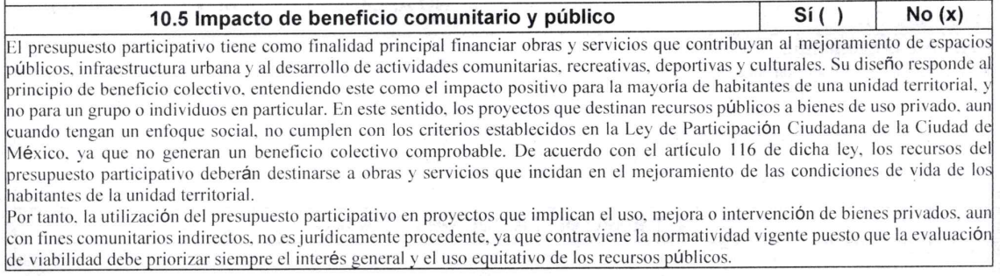 10.5 Impacto de beneficio comunitario y público Sí ( ) No (x)
El presupuesto participativo tiene como finalidad principal financiar obras y servicios que contribuyan al mejoramiento de espacios
públicos, infraestructura urbana y al desarrollo de actividades comunitarias, recreativas, deportivas y culturales. Su diseño responde al
principio de beneficio colectivo, entendiendo este como el impacto positivo para la mayoría de habitantes de una unidad territorial, y
no para un grupo o individuos en particular. En este sentido, los proyectos que destinan recursos públicos a bienes de uso privado, aun
cuando tengan un enfoque social, no cumplen con los criterios establecidos en la Ley de Participación Ciudadana de la Ciudad de
México, ya que no generan un beneficio colectivo comprobable. De acuerdo con el artículo 116 de dicha ley, los recursos del
presupuesto participativo deberán destinarse a obras y servicios que incidan en el mejoramiento de las condiciones de vida de los
habitantes de la unidad territorial.
Por tanto, la utilización del presupuesto participativo en proyectos que implican el uso, mejora o intervención de bienes privados, aun
con fines comunitarios indirectos, no es jurídicamente procedente, ya que contraviene la normatividad vigente puesto que la evaluación
de viabilidad debe priorizar siempre el interés general y el uso equitativo de los recursos públicos.